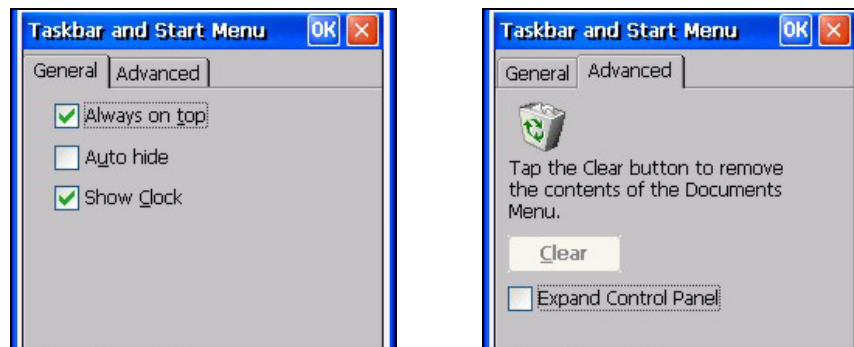 Taskbar and Start Menu OK
General Advanced
Always on top
Auto hide
Show Clock
Taskbar and Start Menu OK
General Advanced
Tap the Clear button to remove
the contents of the Documents
Menu.
Clear
Expand Control Panel